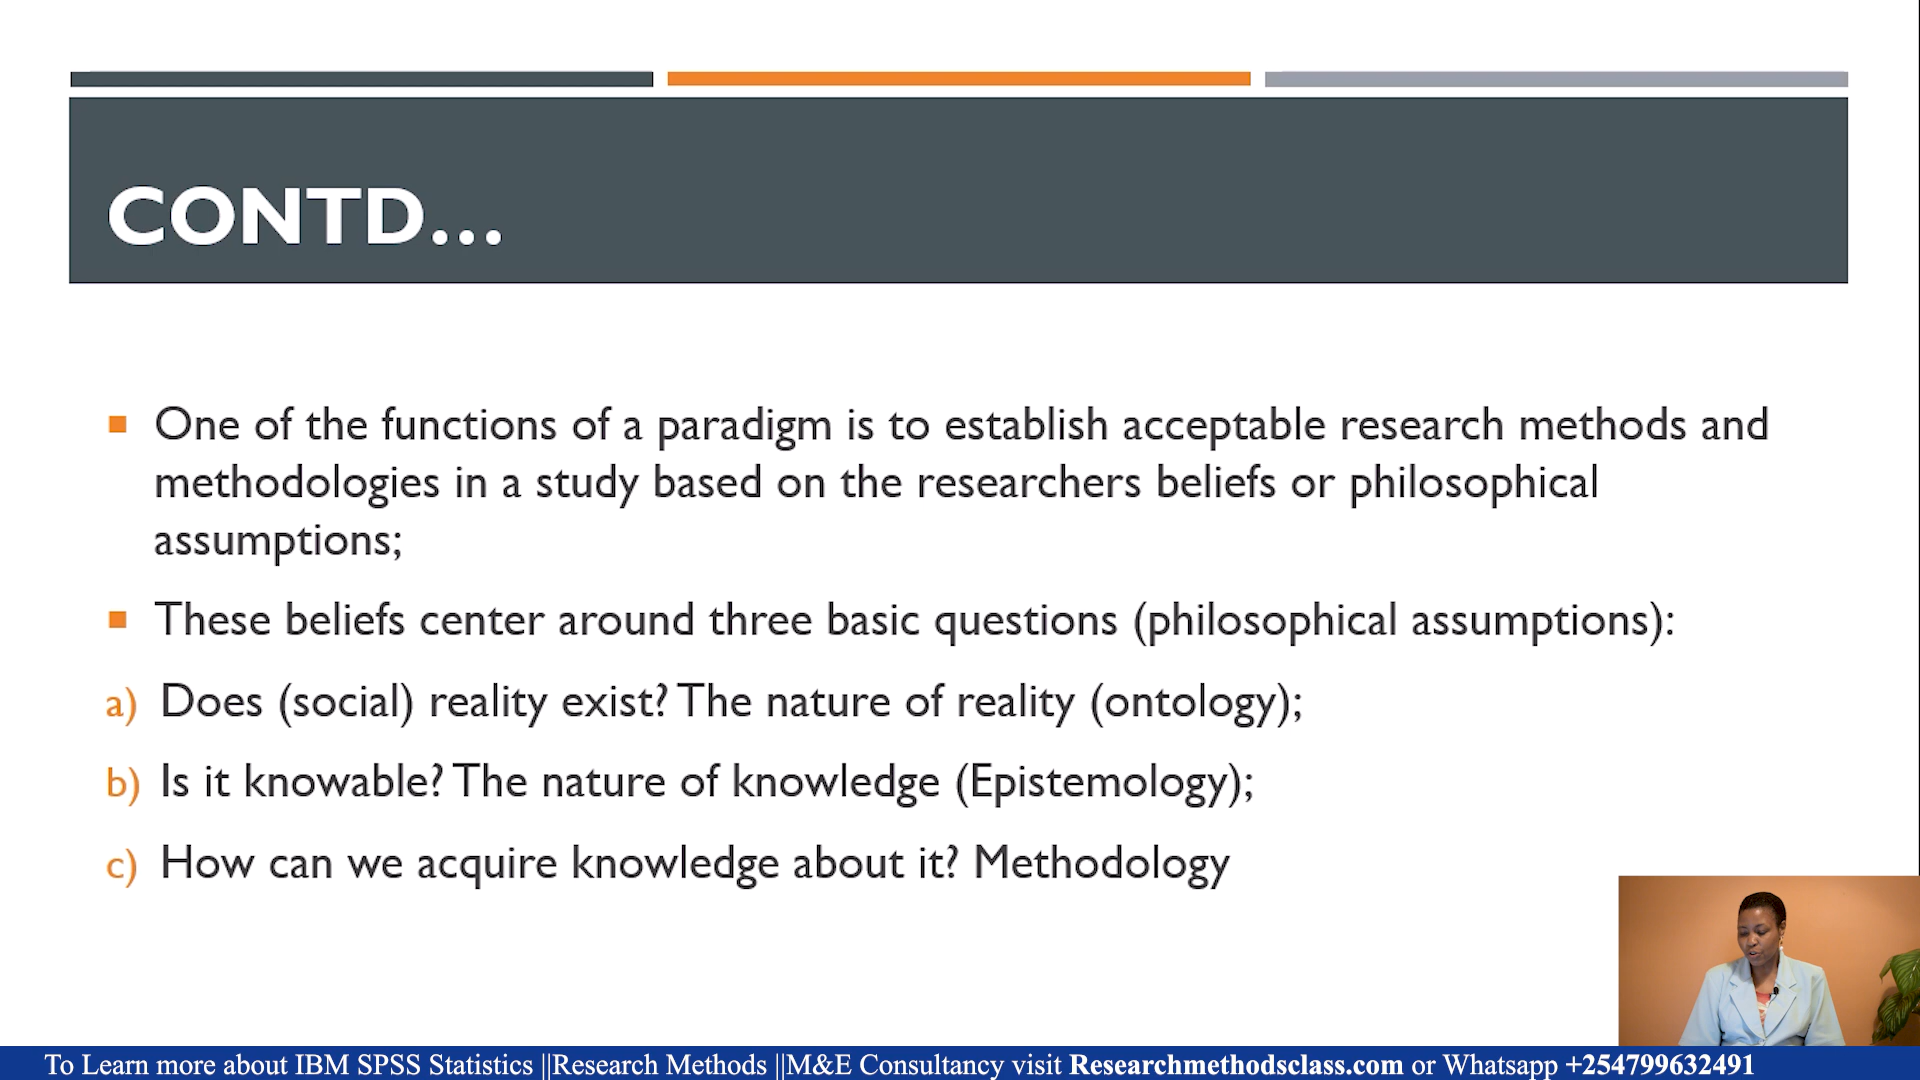 CONTD...
One of the functions of a paradigm is to establish acceptable research methods and
methodologies in a study based on the researchers beliefs or philosophical
assumptions;
These beliefs center around three basic questions (philosophical assumptions):
a) Does (social) reality exist? The nature of reality (ontology);
b) Is it knowable? The nature of knowledge (Epistemology);
c) How can we acquire knowledge about it? Methodology
To Learn more about IBM SPSS Statistics ||Research Methods ||M&E Consultancy visit Researchmethodsclass.com or Whatsapp +254799632491